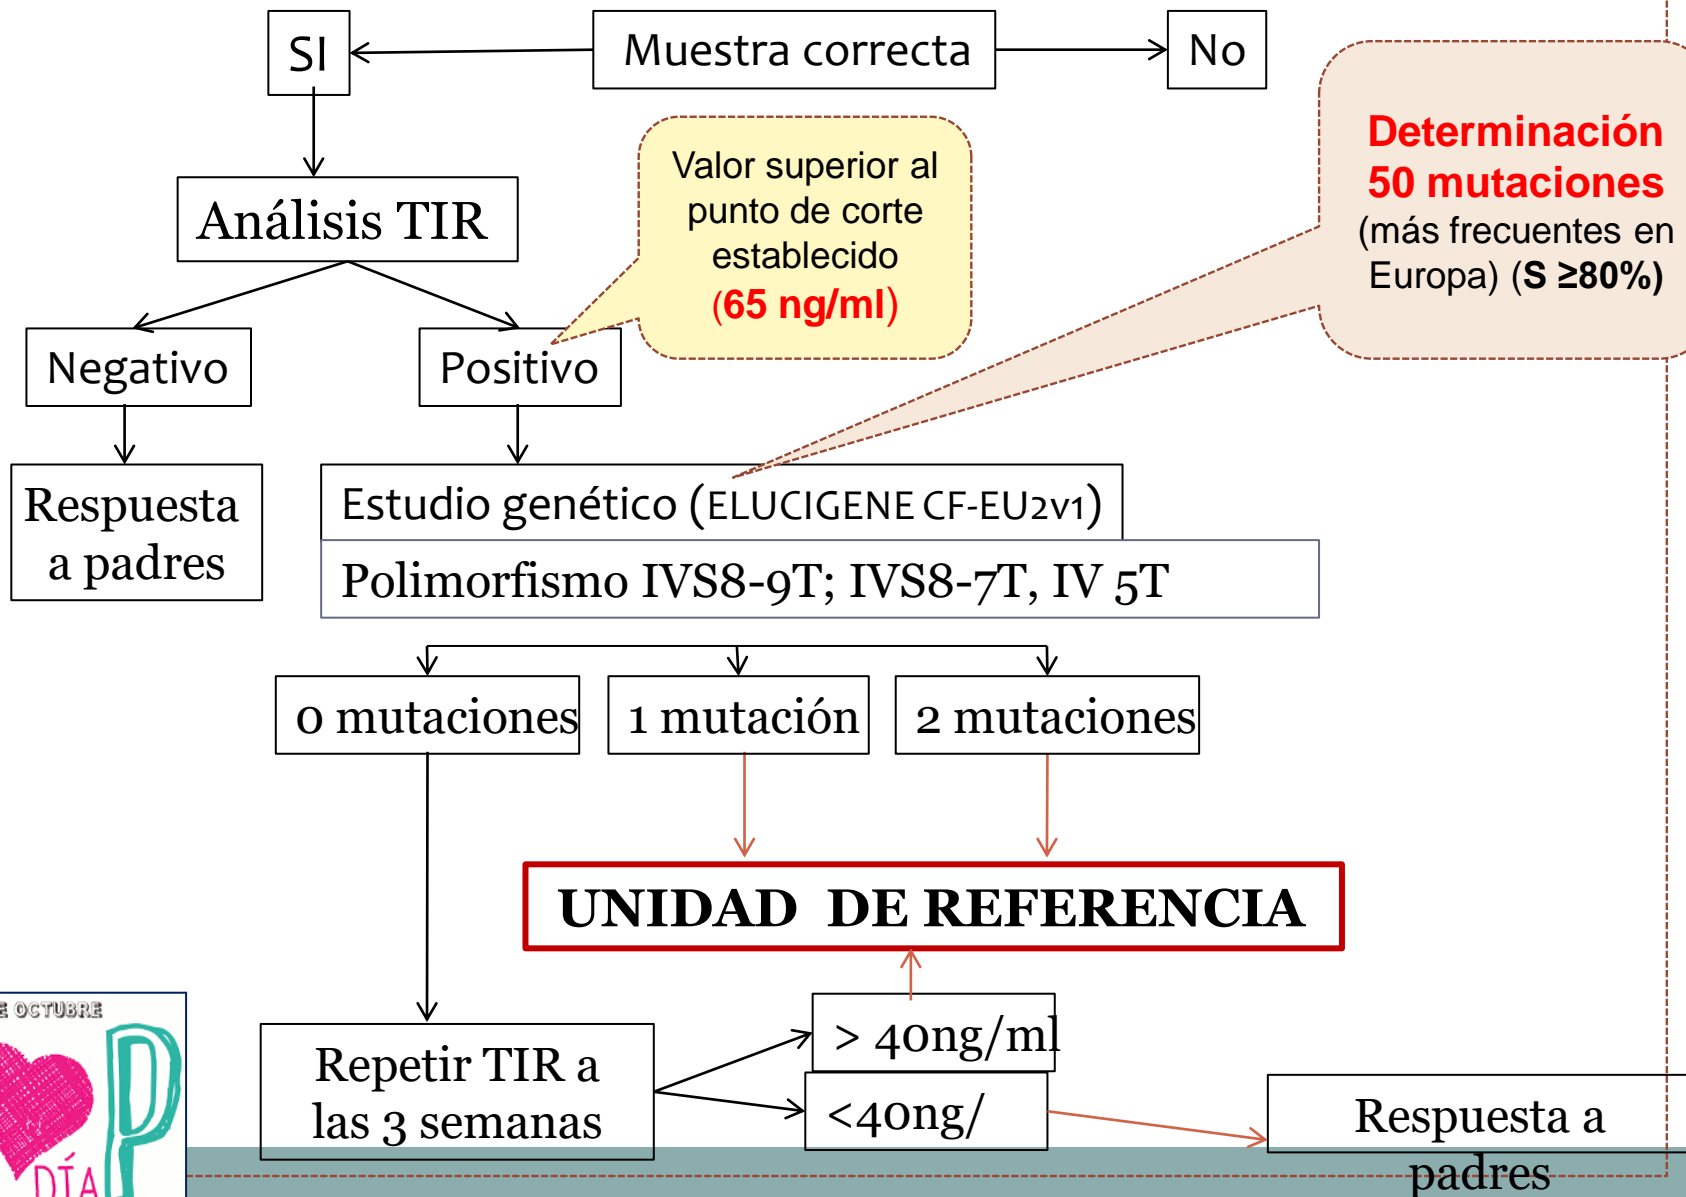 SI
Muestra correcta
No
Determinación
50 mutaciones
(más frecuentes en
Europa) (S ≥80%)
Valor superior al
punto de corte
establecido
(65 ng/ml)
Análisis TIR
Negativo
Positivo
Respuesta
a padres
Estudio genético (ELUCIGENE CF-EU2v1)
Polimorfismo IVS8-9T; IVS8-7T, IV 5T
0 mutaciones
1 mutación
2 mutaciones
UNIDAD DE REFERENCIA
Repetir TIR a
las 3 semanas
> 40ng/ml
<40ng/
Respuesta a
padres
E OCTUBRE
P
DÍA